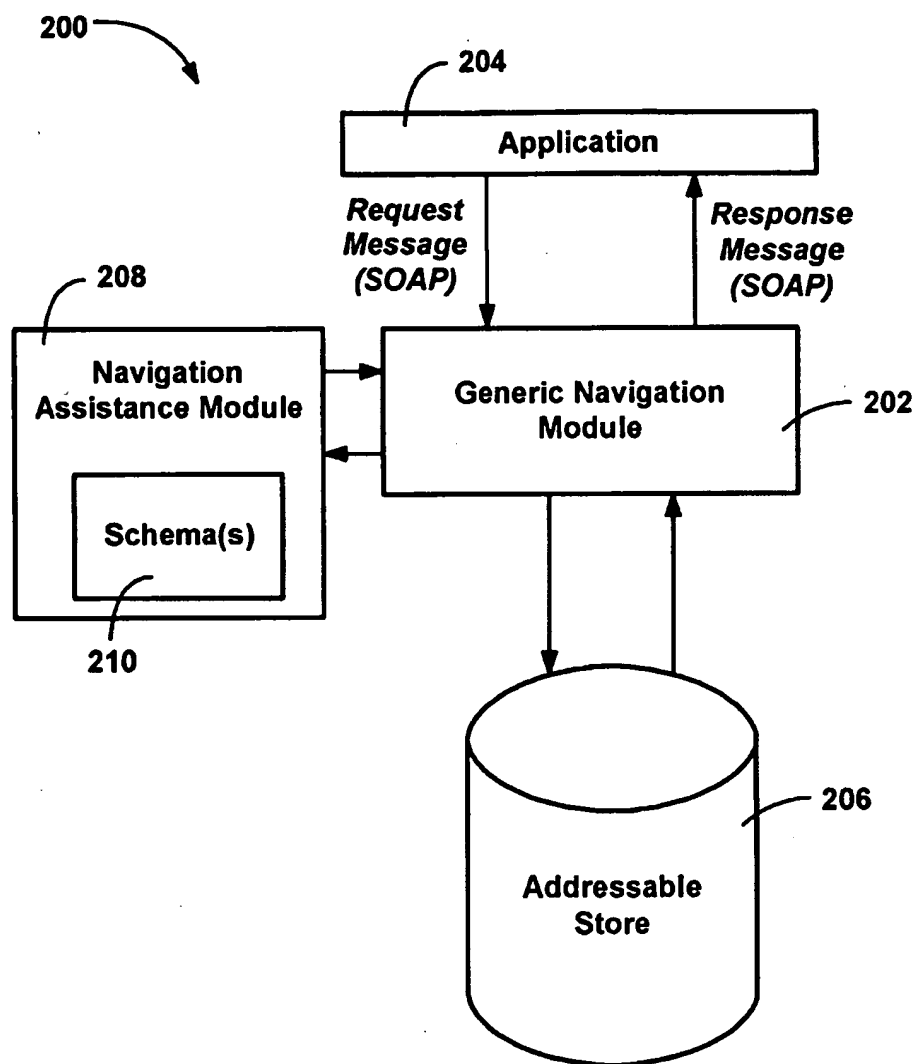 200
204
Application
Request
Message
(SOAP)
Response
Message
(SOAP)
208
Navigation
Assistance Module
Generic Navigation
Module
202
Schema(s)
210
206
Addressable
Store